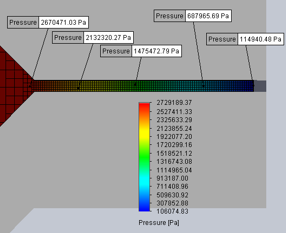 Pressure 2670471.03 Pa
Pressure 2132320.27 Pa
Pressure 1475472.79 Pa
Pressure 687965.69 Pa
Pressure 114940.48 Pa
2729189.37
2527411.33
2325633.29
2123855.24
1922077.20
1720299.16
1518521.12
1316743.08
1114965.04
913187.00
711408.96
509630.92
307852.88
106074.83
Pressure [Pa]